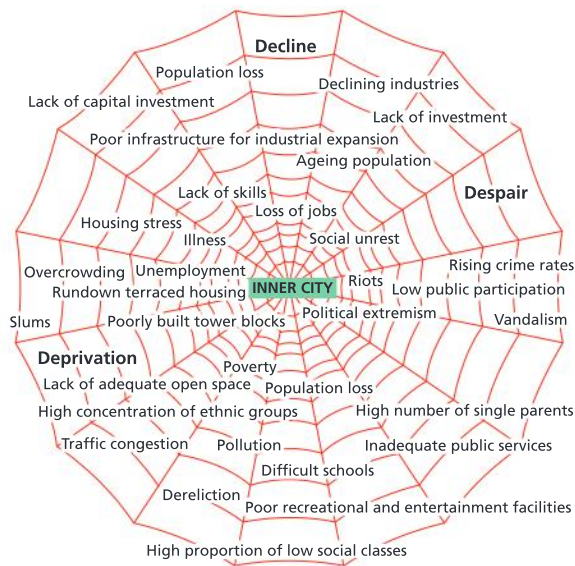 Decline
Population loss
Declining industries
Lack of capital investment
Lack of investment
Poor infrastructure for industrial expansion
Ageing population
Lack of skills
Despair
Loss of jobs
Housing stress
Illness
Social unrest
Overcrowding
Unemployment
Rising crime rates
Riots
INNER CITY
Rundown terraced housing
Low public participation
Political extremism
Slums
Poorly built tower blocks
Vandalism
Deprivation
Poverty
Lack of adequate open space
Population loss
High concentration of ethnic groups
High number of single parents
Traffic congestion
Pollution
Inadequate public services
Difficult schools
Dereliction
Poor recreational and entertainment facilities
High proportion of low social classes